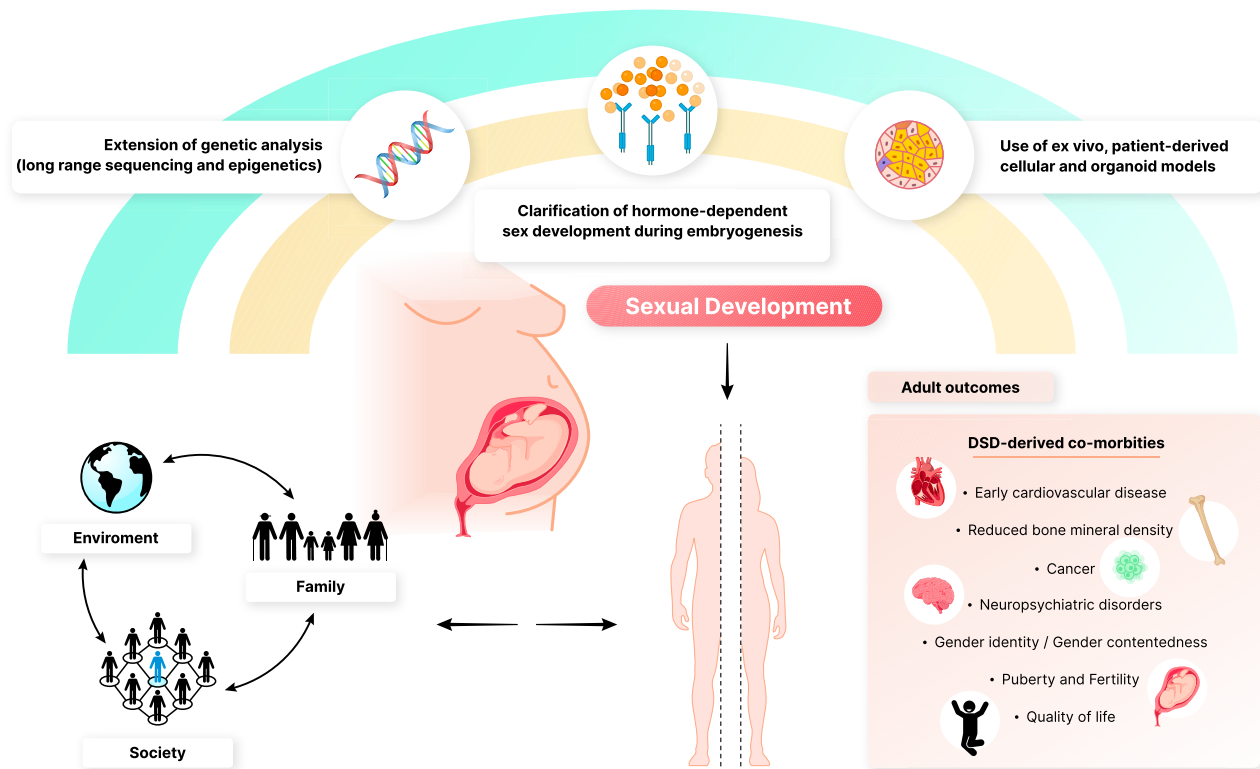 Extension of genetic analysis
(long range sequencing and epigenetics)
Clarification of hormone-dependent
sex development during embryogenesis
Use of ex vivo, patient-derived
cellular and organoid models
Sexual Development
Adult outcomes
DSD-derived co-morbities
• Early cardiovascular disease
• Reduced bone mineral density
• Cancer
• Neuropsychiatric disorders
• Gender identity / Gender contentedness
• Puberty and Fertility
• Quality of life
Enviroment
Family
Society